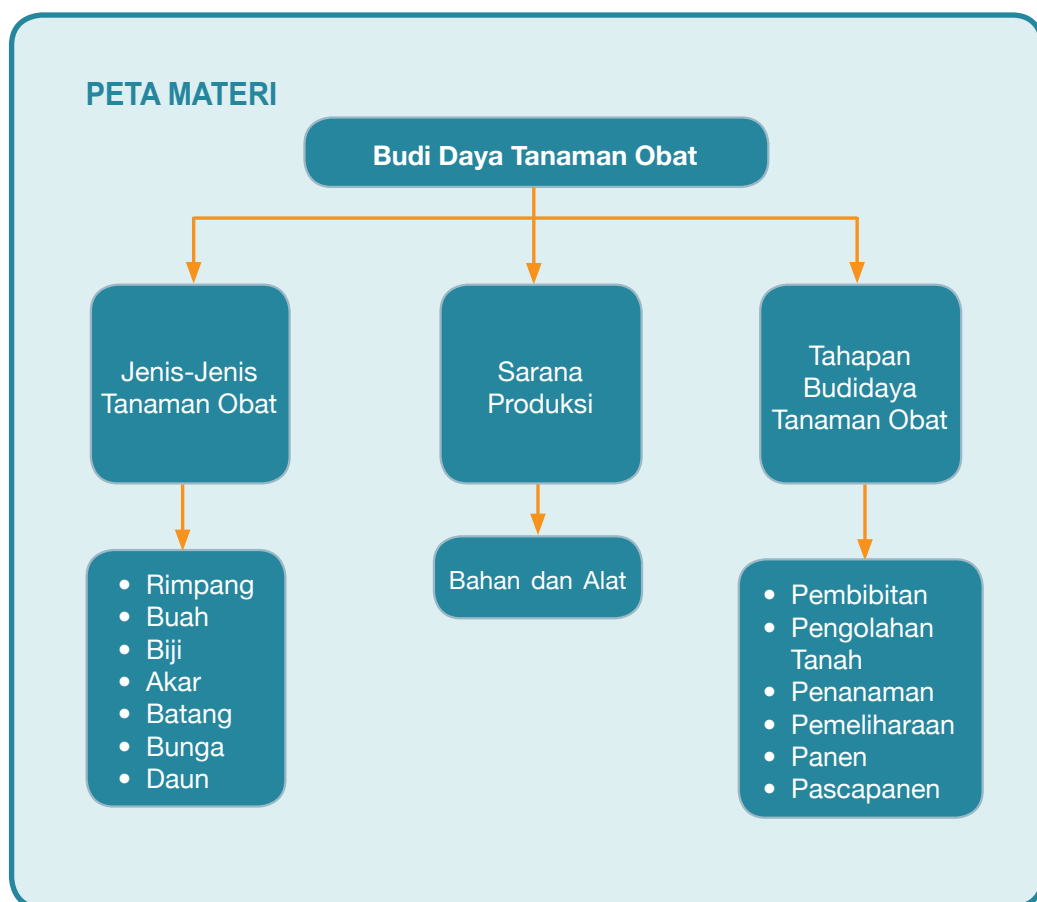 PETA MATERI
Budi Daya Tanaman Obat
Jenis-Jenis
Tanaman Obat
Sarana
Produksi
Tahapan
Budidaya
Tanaman Obat
• Rimpang
• Buah
• Biji
• Akar
• Batang
• Bunga
• Daun
Bahan dan Alat
• Pembibitan
• Pengolahan
Tanah
• Penanaman
• Pemeliharaan
• Panen
• Pascapanen